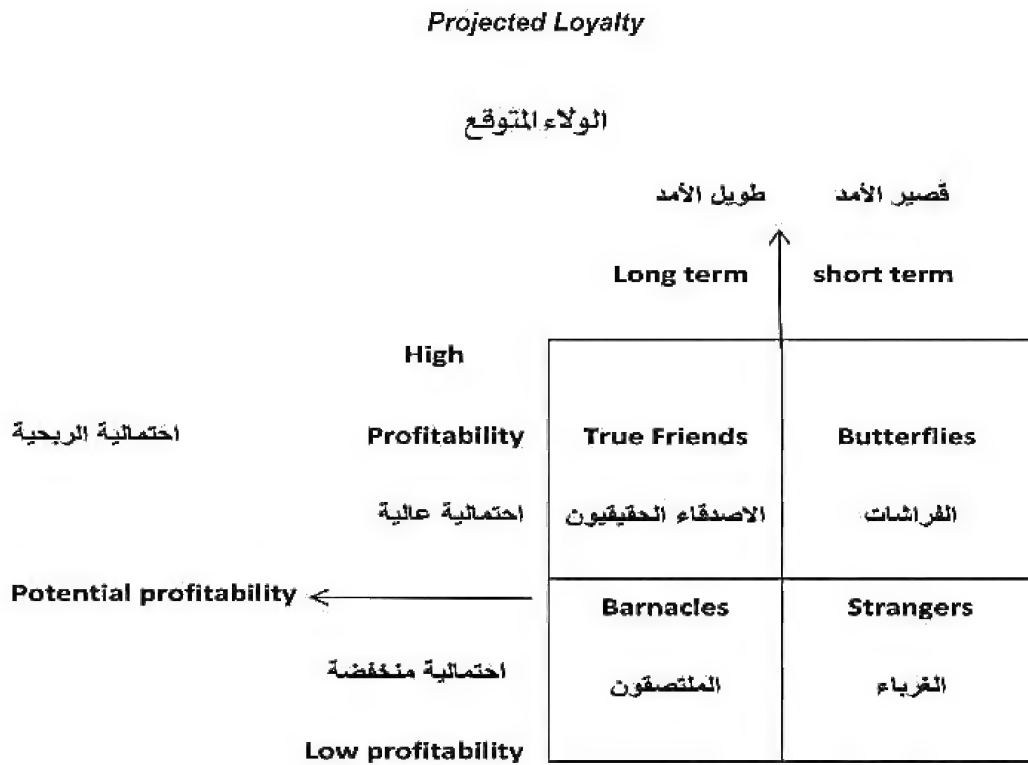 Projected Loyalty
الولاء المتوقع
طويل الأمد
قصير الأمد
Long term
short term
High
احتمالية الربحية
Profitability
True Friends
Butterflies
احتمالية عالية
الاصدقاء الحقيقيون
الفراشات
Potential profitability
Barnacles
Strangers
احتمالية منخفضة
الملتصقون
الغرباء
Low profitability